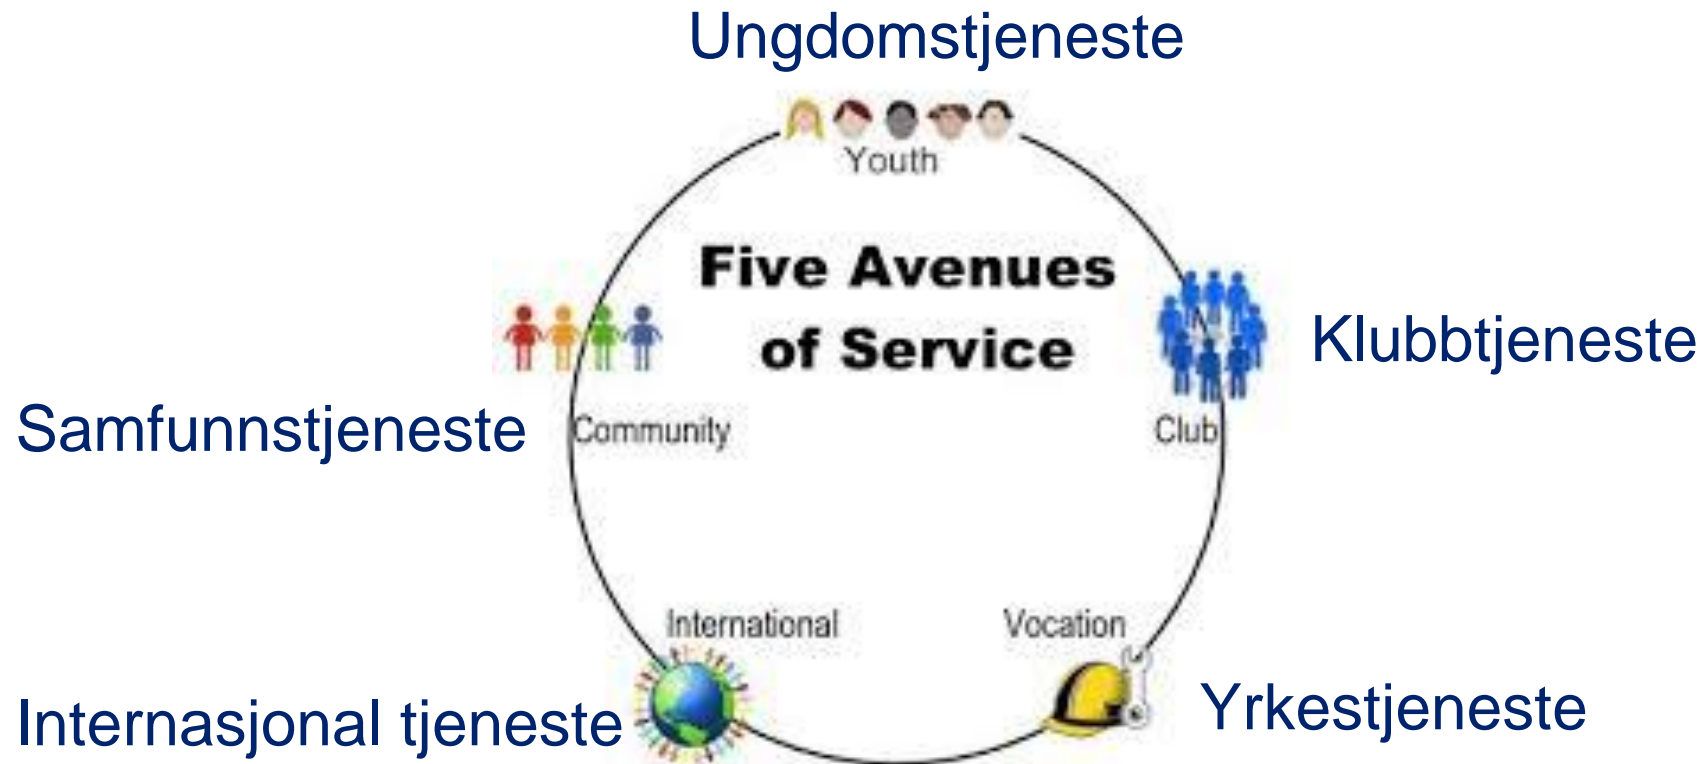 Ungdomstjeneste
Youth
Five Avenues
of Service
Klubbtjeneste
Samfunnstjeneste
Community
Club
International
Vocation
Internasjonal tjeneste
Yrkestjeneste